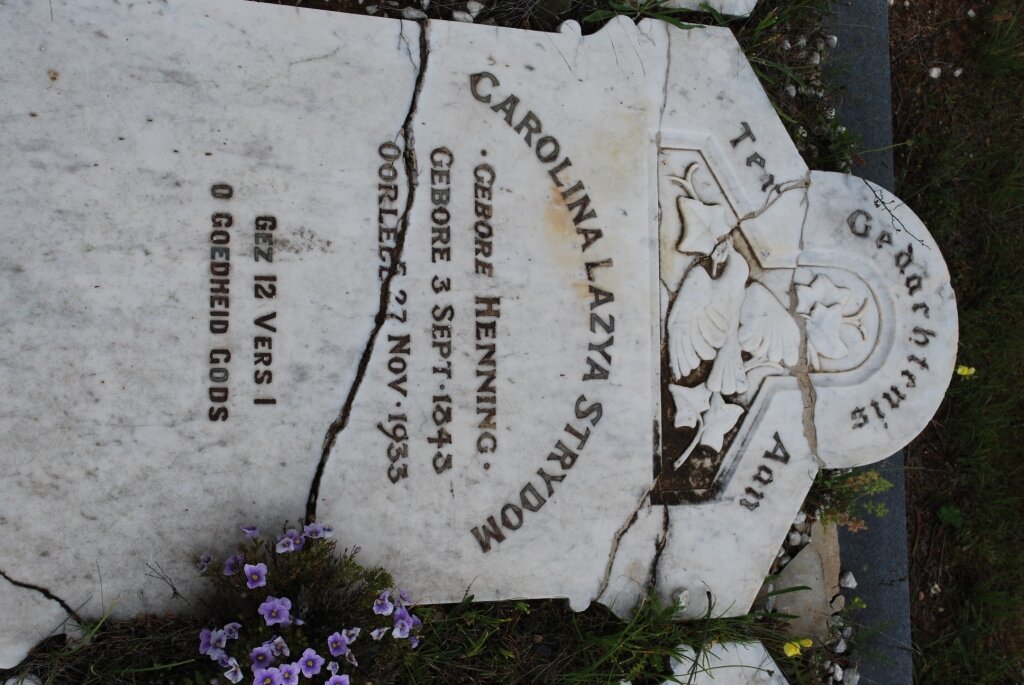 Ter Gedachtenis Aan
CAROLINA LAZYA STRYDOM
· GEBORE HENNING ·
GEBORE 3 SEPT · 1848
OORLEDE 27 NOV · 1933
GEZ 12 VERS 1
O GOEDHEID GODS